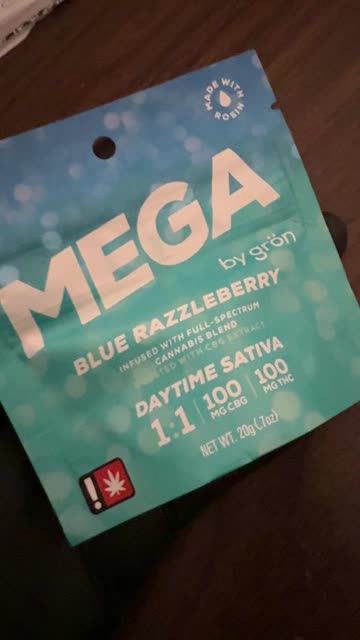 MADE WITH
ROSIN
MEGA
by grön
BLUE RAZZLEBERRY
INFUSED WITH FULL-SPECTRUM
CANNABIS BLEND
WITH CBG EXTRACT
DAYTIME SATIVA
1:1 | 100 MG CBG | 100 MG THC
NET WT. 20g (.7oz)
!